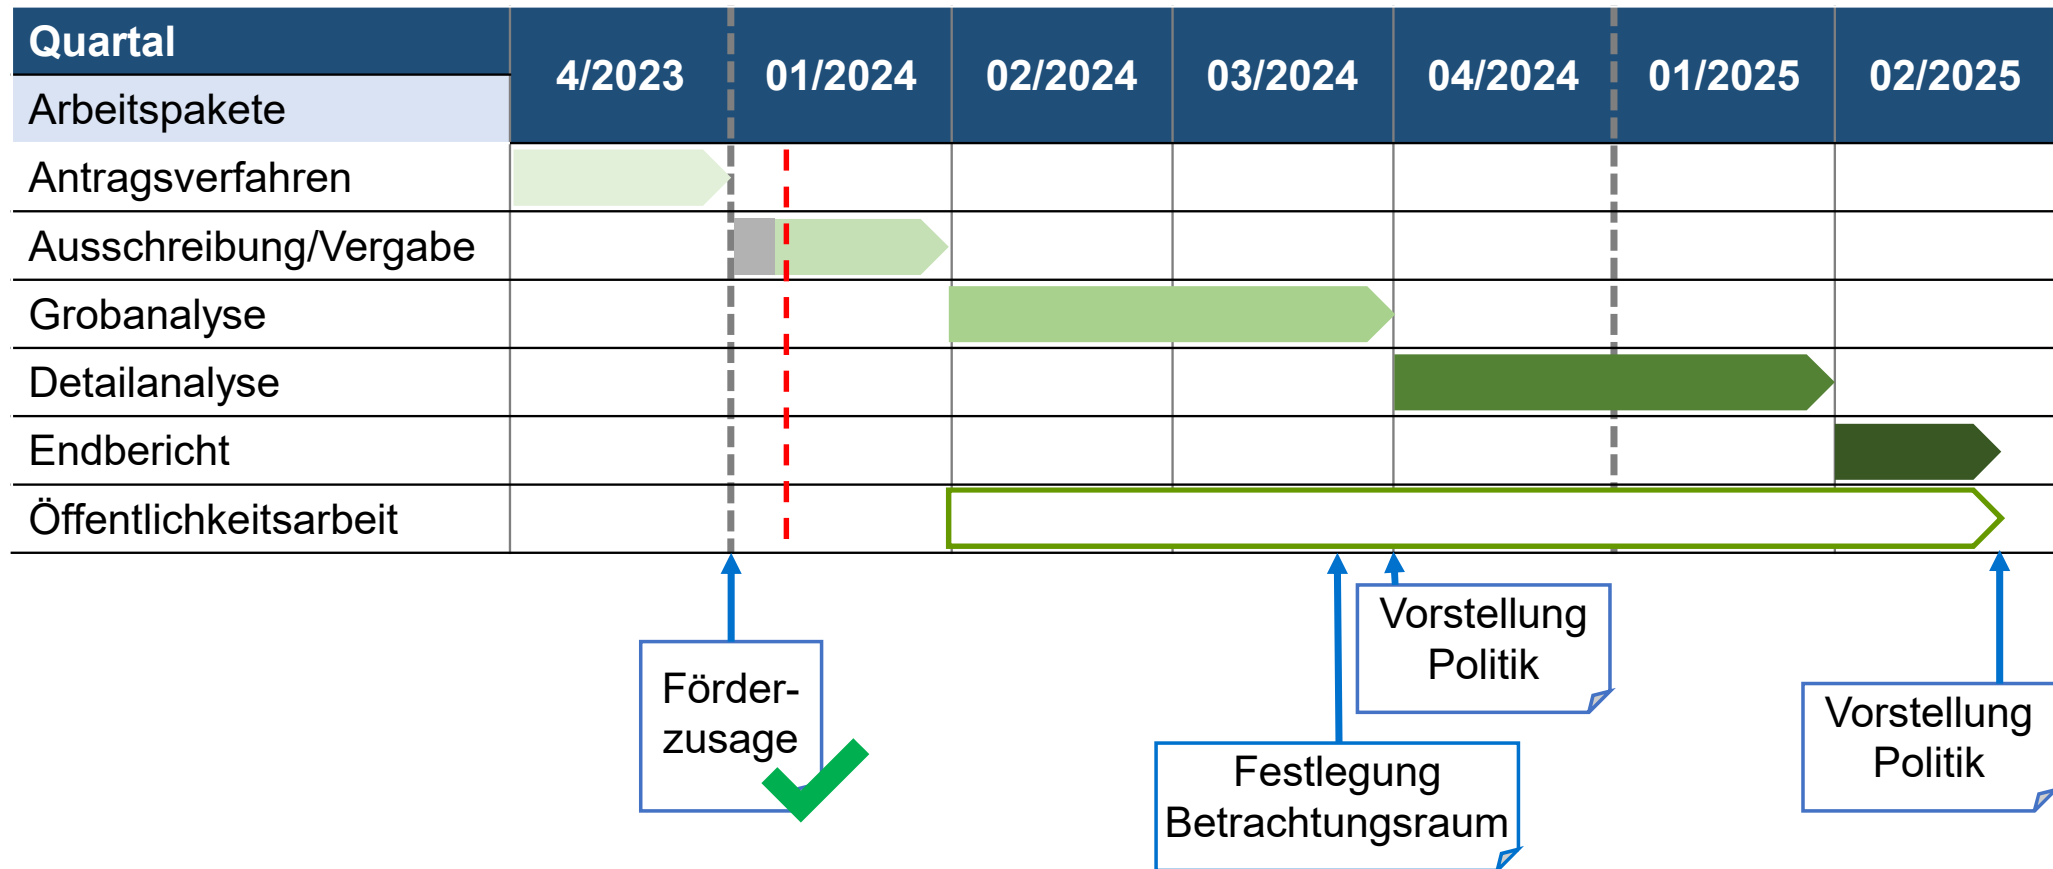 Quartal
4/2023
01/2024
02/2024
03/2024
04/2024
01/2025
02/2025
Arbeitspakete
Antragsverfahren
Ausschreibung/Vergabe
Grobanalyse
Detailanalyse
Endbericht
Öffentlichkeitsarbeit
Förder-
zusage
Festlegung
Betrachtungsraum
Vorstellung
Politik
Vorstellung
Politik